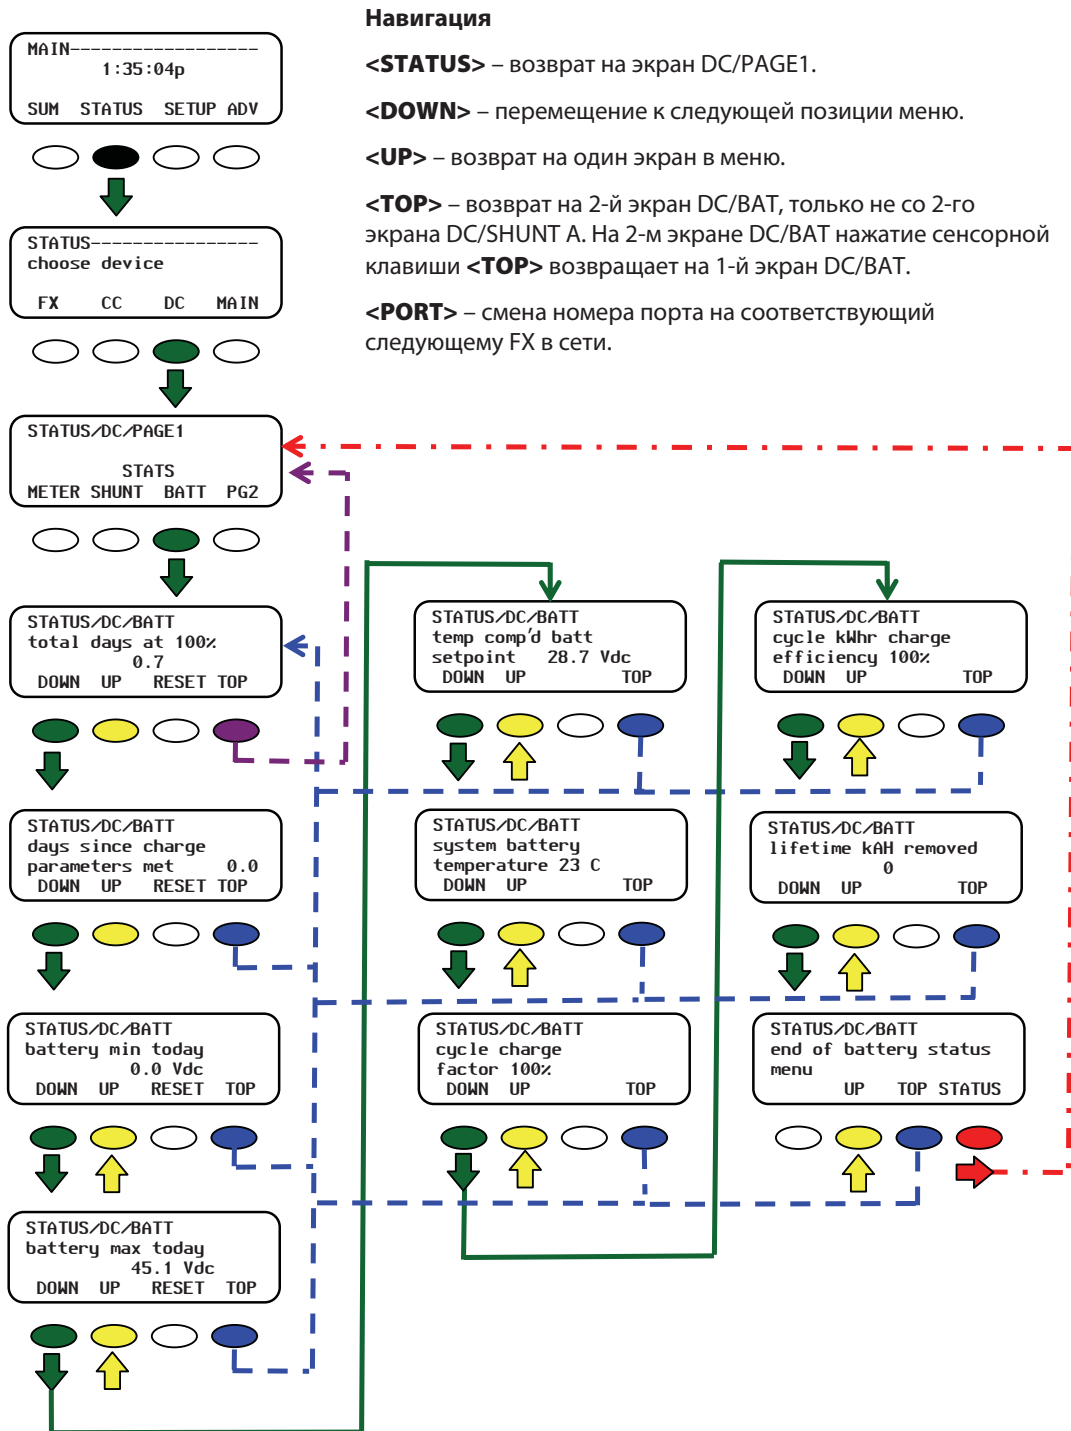 Навигация
<STATUS> – возврат на экран DC/PAGE1.
<DOWN> – перемещение к следующей позиции меню.
<UP> – возврат на один экран в меню.
<TOP> – возврат на 2-й экран DC/BAT, только не со 2-го
экрана DC/SHUNT A. На 2-м экране DC/BAT нажатие сенсорной
клавиши <TOP> возвращает на 1-й экран DC/BAT.
<PORT> – смена номера порта на соответствующий
следующему FX в сети.
MAIN------------------
1:35:04p
SUM STATUS SETUP ADV
STATUS----------------
choose device
FX CC DC MAIN
STATUS/DC/PAGE1
STATS
METER SHUNT BATT PG2
STATUS/DC/BATT
total days at 100%
0.7
DOWN UP RESET TOP
STATUS/DC/BATT
days since charge
parameters met 0.0
DOWN UP RESET TOP
STATUS/DC/BATT
battery min today
0.0 Vdc
DOWN UP RESET TOP
STATUS/DC/BATT
battery max today
45.1 Vdc
DOWN UP RESET TOP
STATUS/DC/BATT
temp comp'd batt
setpoint 28.7 Vdc
DOWN UP TOP
STATUS/DC/BATT
system battery
temperature 23 C
DOWN UP TOP
STATUS/DC/BATT
cycle charge
factor 100%
DOWN UP TOP
STATUS/DC/BATT
cycle kWhr charge
efficiency 100%
DOWN UP TOP
STATUS/DC/BATT
lifetime kAH removed
0
DOWN UP TOP
STATUS/DC/BATT
end of battery status
menu
UP TOP STATUS